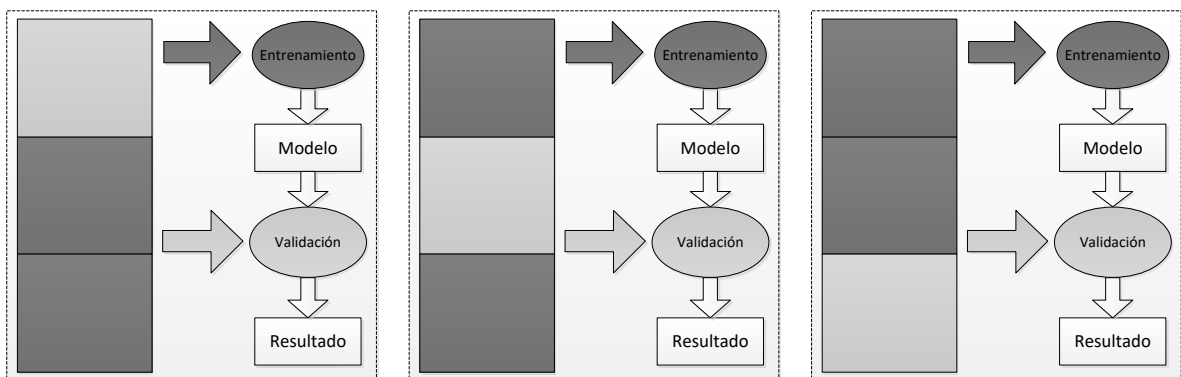 Entrenamiento
Modelo
Validación
Resultado
Entrenamiento
Modelo
Validación
Resultado
Entrenamiento
Modelo
Validación
Resultado